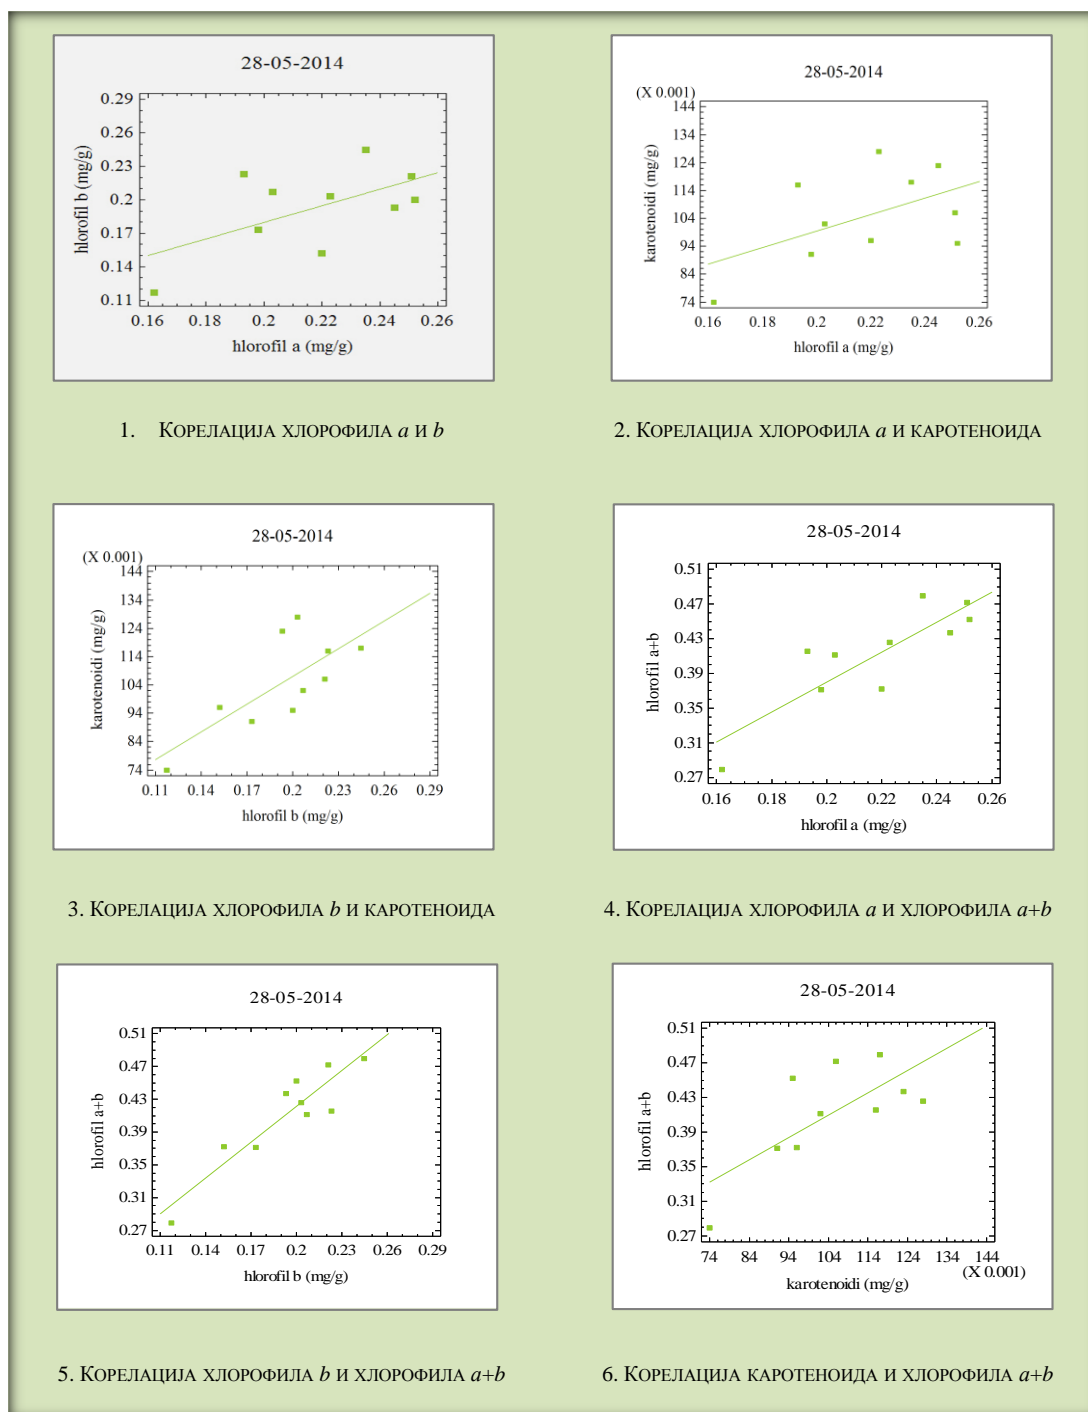 28-05-2014
0.29
0.26
0.23
0.2
0.17
0.14
0.11
hlorofil b (mg/g)
0.16 0.18 0.2 0.22 0.24 0.26
hlorofil a (mg/g)
1. КОРЕЛАЦИЈА ХЛОРОФИЛА a И b
28-05-2014
(X 0.001)
144
134
124
114
104
94
84
74
karotenoidi (mg/g)
0.16 0.18 0.2 0.22 0.24 0.26
hlorofil a (mg/g)
2. КОРЕЛАЦИЈА ХЛОРОФИЛА a И КАРОТЕНОИДА
28-05-2014
(X 0.001)
144
134
124
114
104
94
84
74
karotenoidi (mg/g)
0.11 0.14 0.17 0.2 0.23 0.26 0.29
hlorofil b (mg/g)
3. КОРЕЛАЦИЈА ХЛОРОФИЛА b И КАРОТЕНОИДА
28-05-2014
0.51
0.47
0.43
0.39
0.35
0.31
0.27
hlorofil a+b
0.16 0.18 0.2 0.22 0.24 0.26
hlorofil a (mg/g)
4. КОРЕЛАЦИЈА ХЛОРОФИЛА a И ХЛОРОФИЛА a+b
28-05-2014
0.51
0.47
0.43
0.39
0.35
0.31
0.27
hlorofil a+b
0.11 0.14 0.17 0.2 0.23 0.26 0.29
hlorofil b (mg/g)
5. КОРЕЛАЦИЈА ХЛОРОФИЛА b И ХЛОРОФИЛА a+b
28-05-2014
0.51
0.47
0.43
0.39
0.35
0.31
0.27
hlorofil a+b
74 84 94 104 114 124 134 144
(X 0.001)
karotenoidi (mg/g)
6. КОРЕЛАЦИЈА КАРОТЕНОИДА И ХЛОРОФИЛА a+b